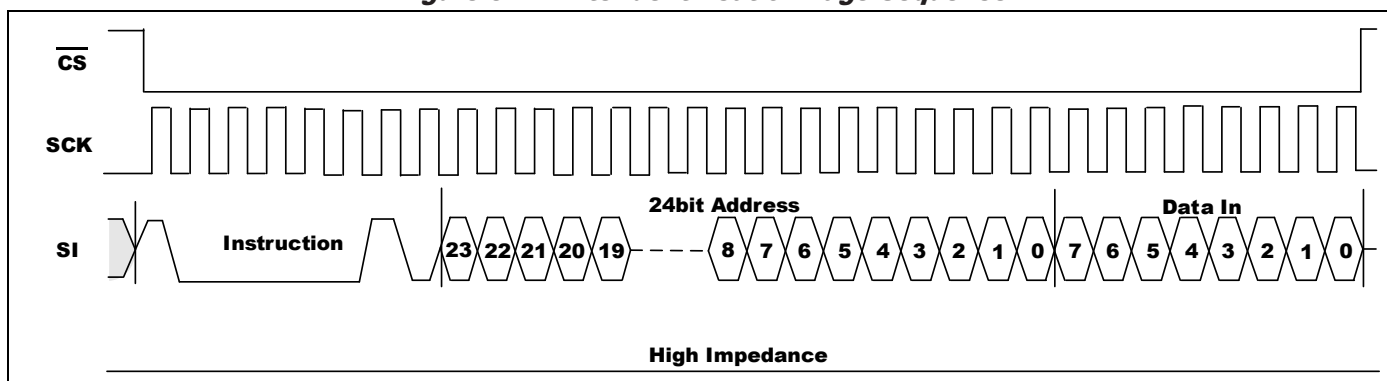 CS
SCK
24bit Address
Data In
SI
Instruction
23 22 21 20 19 8 7 6 5 4 3 2 1 0 7 6 5 4 3 2 1 0
High Impedance